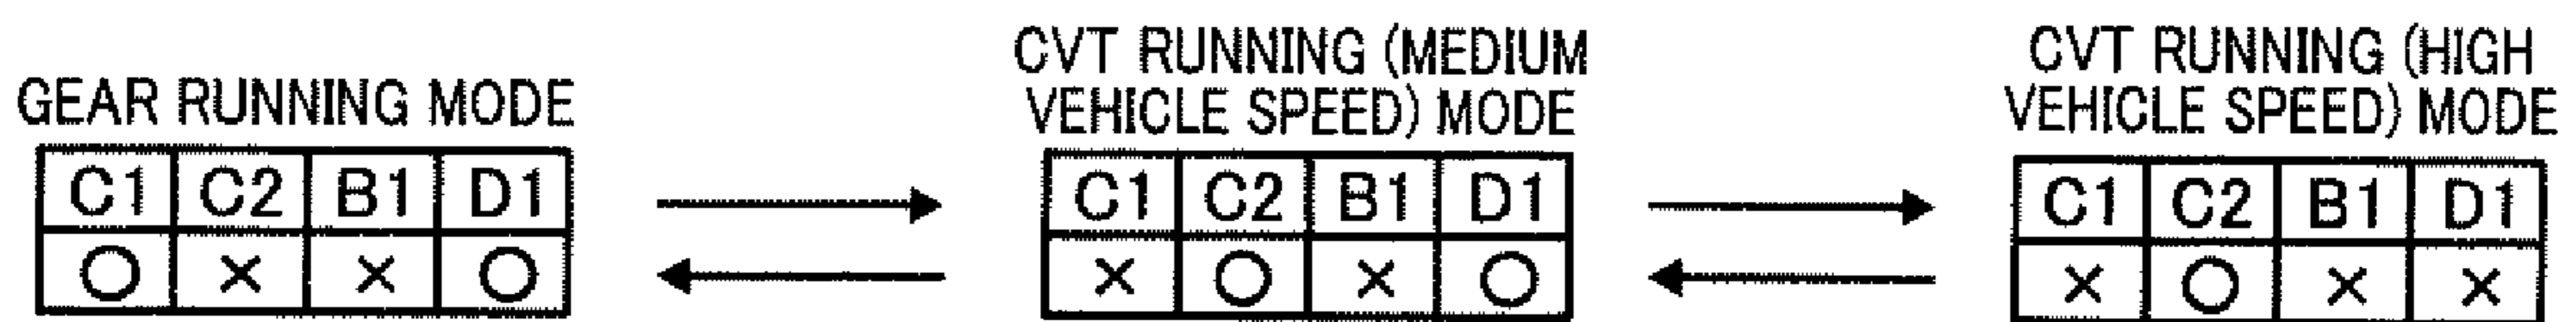 GEAR RUNNING MODE
C1 C2 B1 D1
○ × × ○
CVT RUNNING (MEDIUM
VEHICLE SPEED) MODE
C1 C2 B1 D1
× ○ × ○
CVT RUNNING (HIGH
VEHICLE SPEED) MODE
C1 C2 B1 D1
× ○ × ×